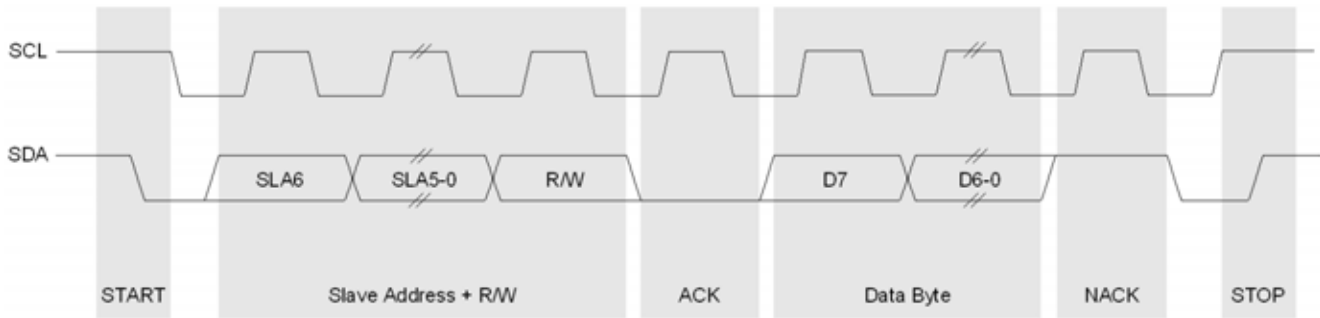 SCL
SDA
SLA6 SLA5-0 R/W D7 D6-0
START Slave Address + R/W ACK Data Byte NACK STOP